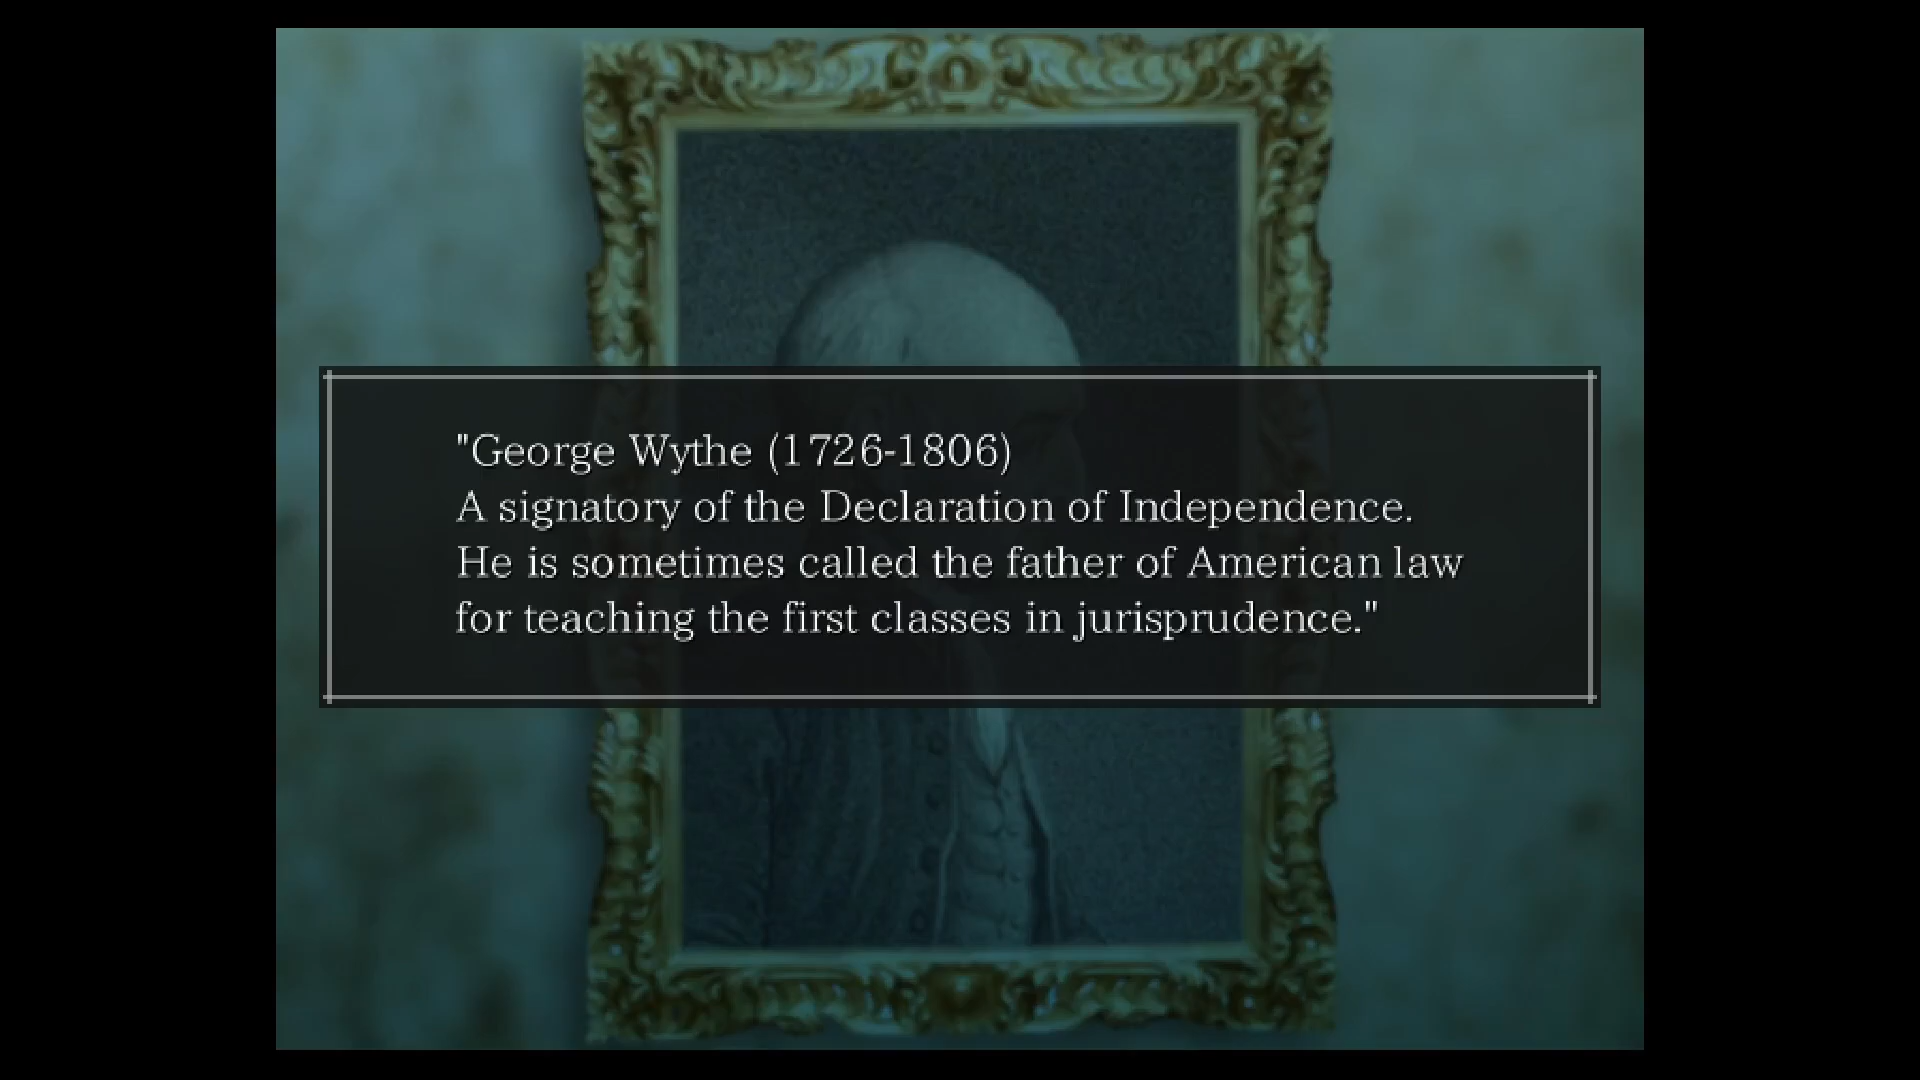 "George Wythe (1726-1806)
A signatory of the Declaration of Independence.
He is sometimes called the father of American law
for teaching the first classes in jurisprudence."